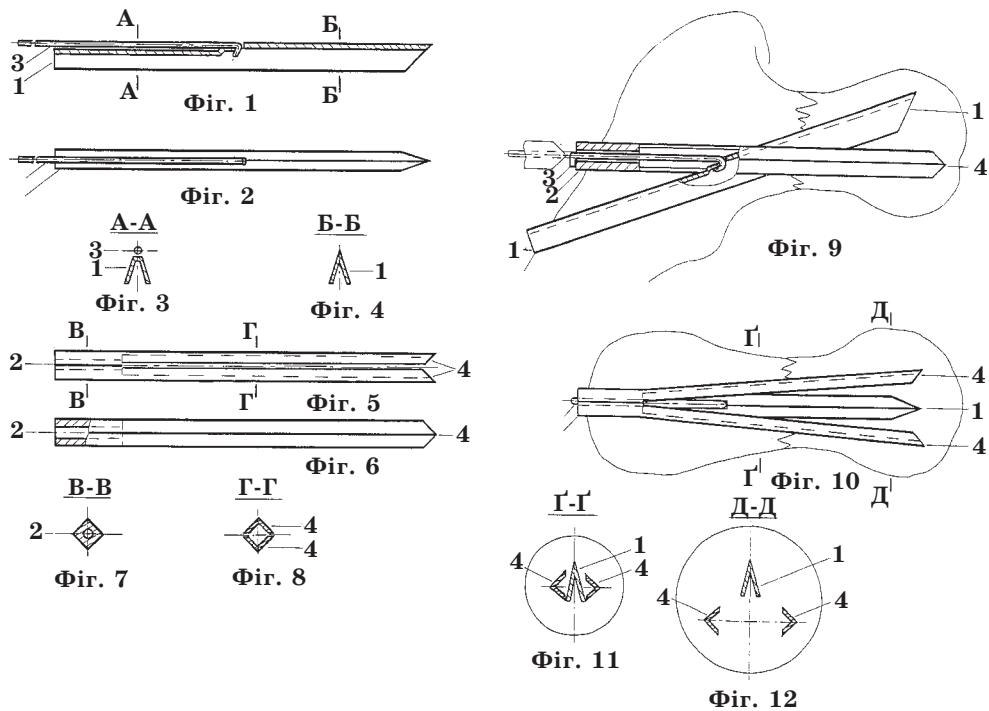 А Б
3
1
А Б
Фіг. 1
Фіг. 2
А-А
3
1
Фіг. 3
Б-Б
1
Фіг. 4
В Г
2
4
В Г
Фіг. 5
2
4
Фіг. 6
В-В
2
Фіг. 7
Г-Г
4
4
Фіг. 8
1
3
2
4
1
Фіг. 9
Ґ Д
4
1
4
Ґ Д
Фіг. 10
Ґ-Ґ
4
1
4
Фіг. 11
Д-Д
1
4
4
Фіг. 12